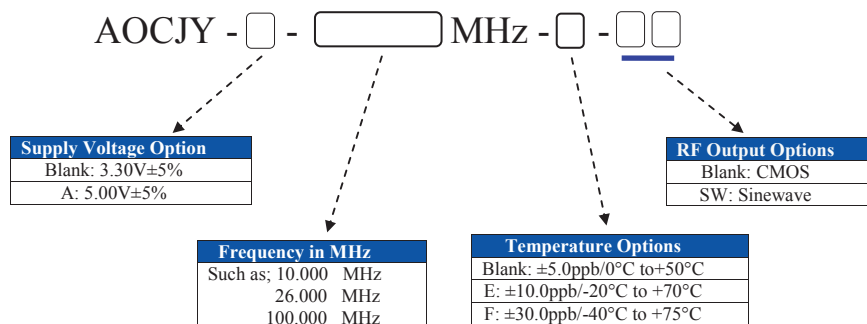 AOCJY - - MHz - -
Supply Voltage Option
Blank: 3.30V±5%
A: 5.00V±5%
RF Output Options
Blank: CMOS
SW: Sinewave
Frequency in MHz
Such as; 10.000 MHz
26.000 MHz
100.000 MHz
Temperature Options
Blank: ±5.0ppb/0°C to+50°C
E: ±10.0ppb/-20°C to +70°C
F: ±30.0ppb/-40°C to +75°C